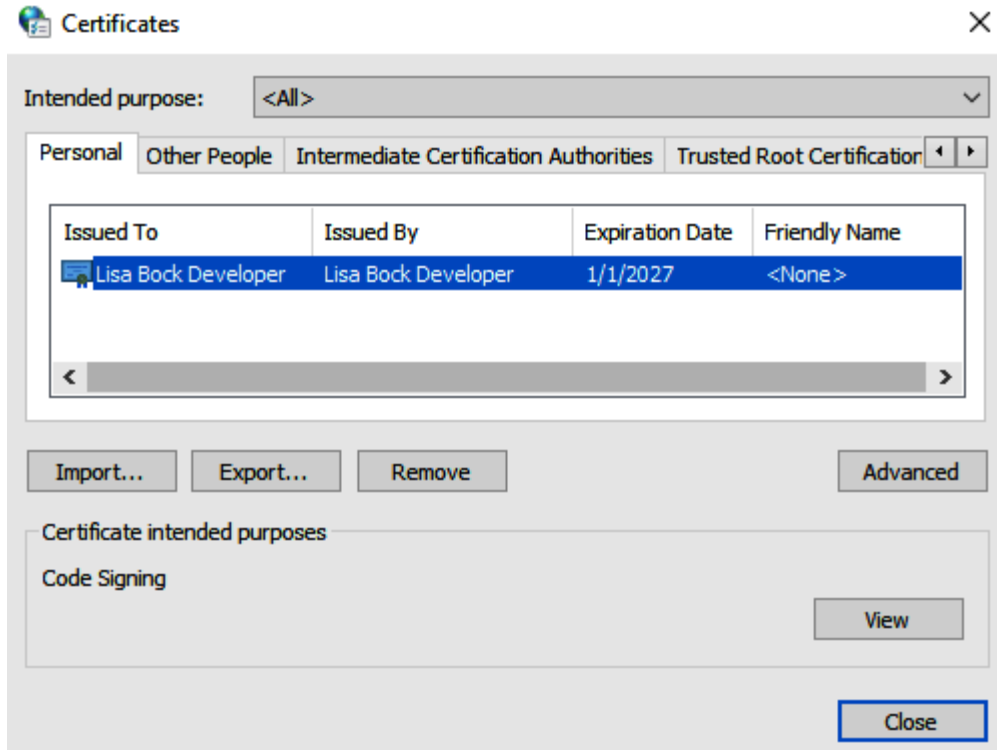 Certificates
Intended purpose: <All>
Personal Other People Intermediate Certification Authorities Trusted Root Certification
Issued To Issued By Expiration Date Friendly Name
Lisa Bock Developer Lisa Bock Developer 1/1/2027 <None>
Import... Export... Remove Advanced
Certificate intended purposes
Code Signing
View
Close